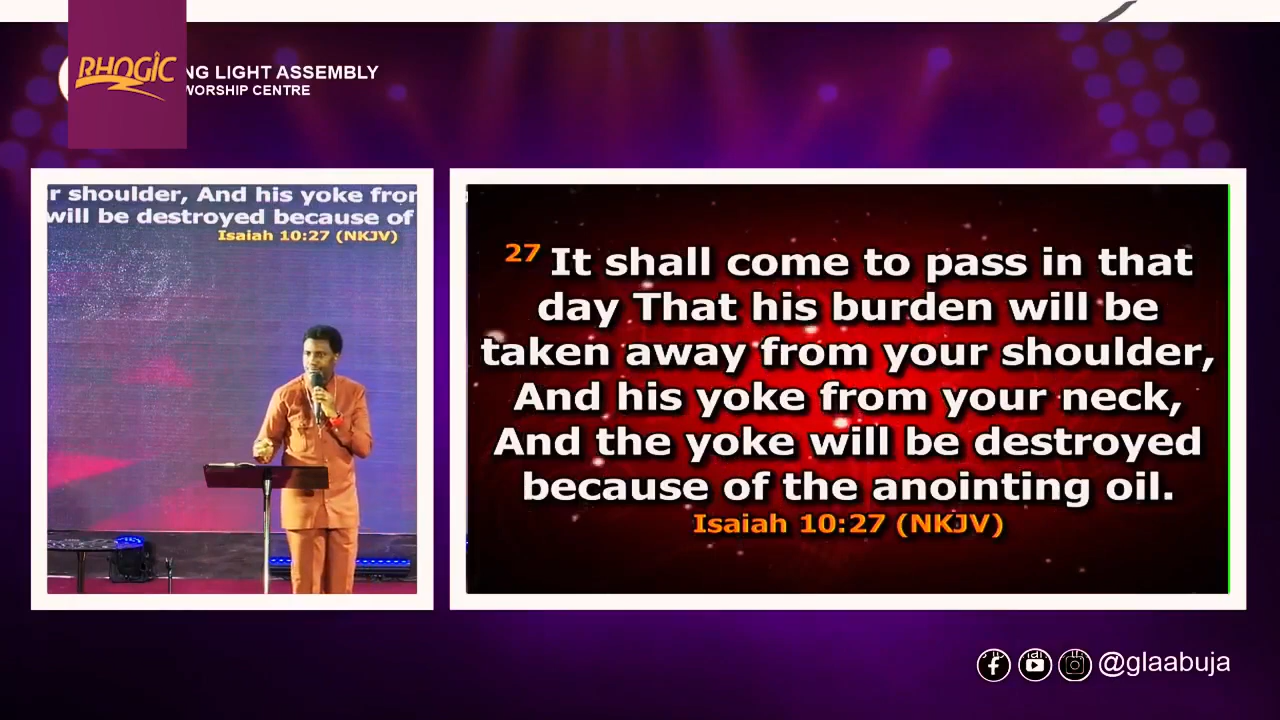 RHOGIC
NG LIGHT ASSEMBLY
WORSHIP CENTRE
r shoulder, And his yoke from
will be destroyed because of
Isaiah 10:27 (NKJV)
27 It shall come to pass in that
day That his burden will be
taken away from your shoulder,
And his yoke from your neck,
And the yoke will be destroyed
because of the anointing oil.
Isaiah 10:27 (NKJV)
@glaabuja